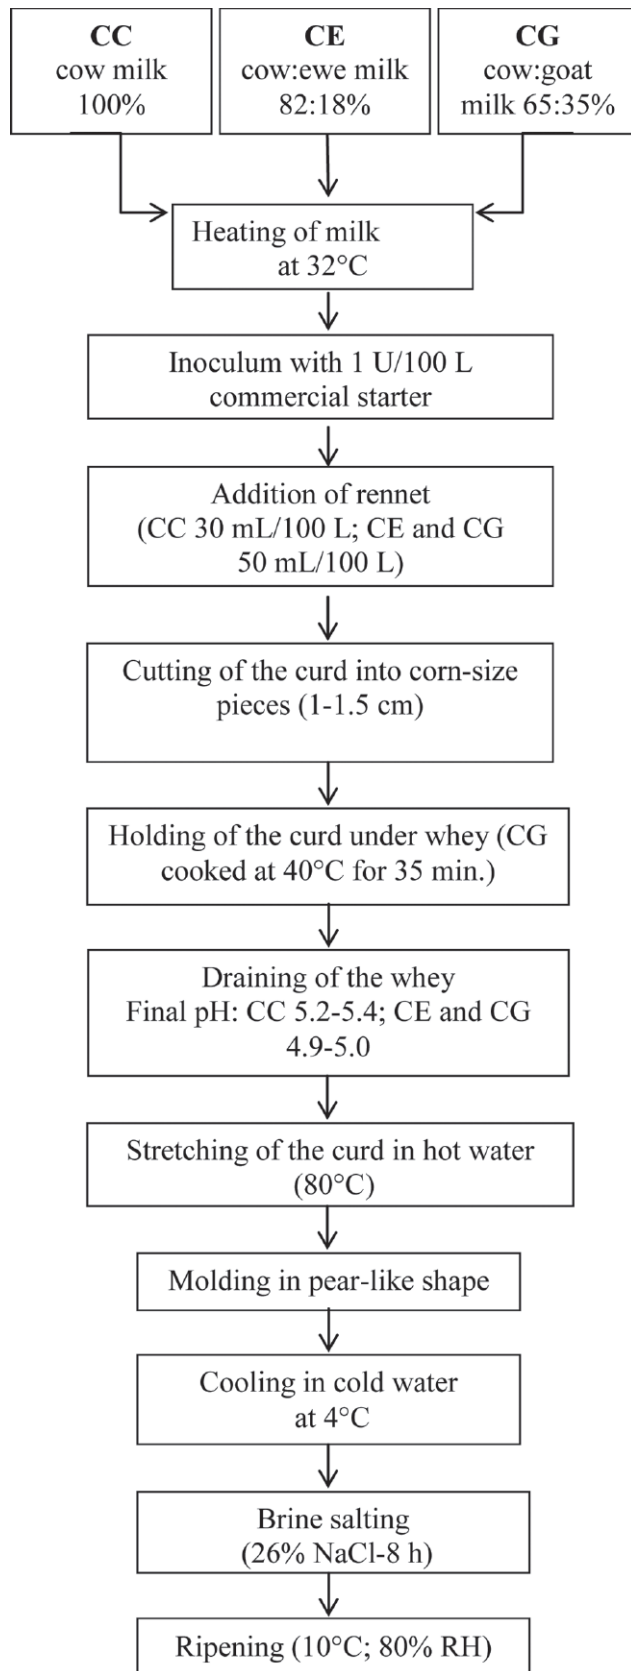 CC
cow milk
100%
CE
cow:ewe milk
82:18%
CG
cow:goat
milk 65:35%
Heating of milk
at 32°C
Inoculum with 1 U/100 L
commercial starter
Addition of rennet
(CC 30 mL/100 L; CE and CG
50 mL/100 L)
Cutting of the curd into corn-size
pieces (1-1.5 cm)
Holding of the curd under whey (CG
cooked at 40°C for 35 min.)
Draining of the whey
Final pH: CC 5.2-5.4; CE and CG
4.9-5.0
Stretching of the curd in hot water
(80°C)
Molding in pear-like shape
Cooling in cold water
at 4°C
Brine salting
(26% NaCl-8 h)
Ripening (10°C; 80% RH)